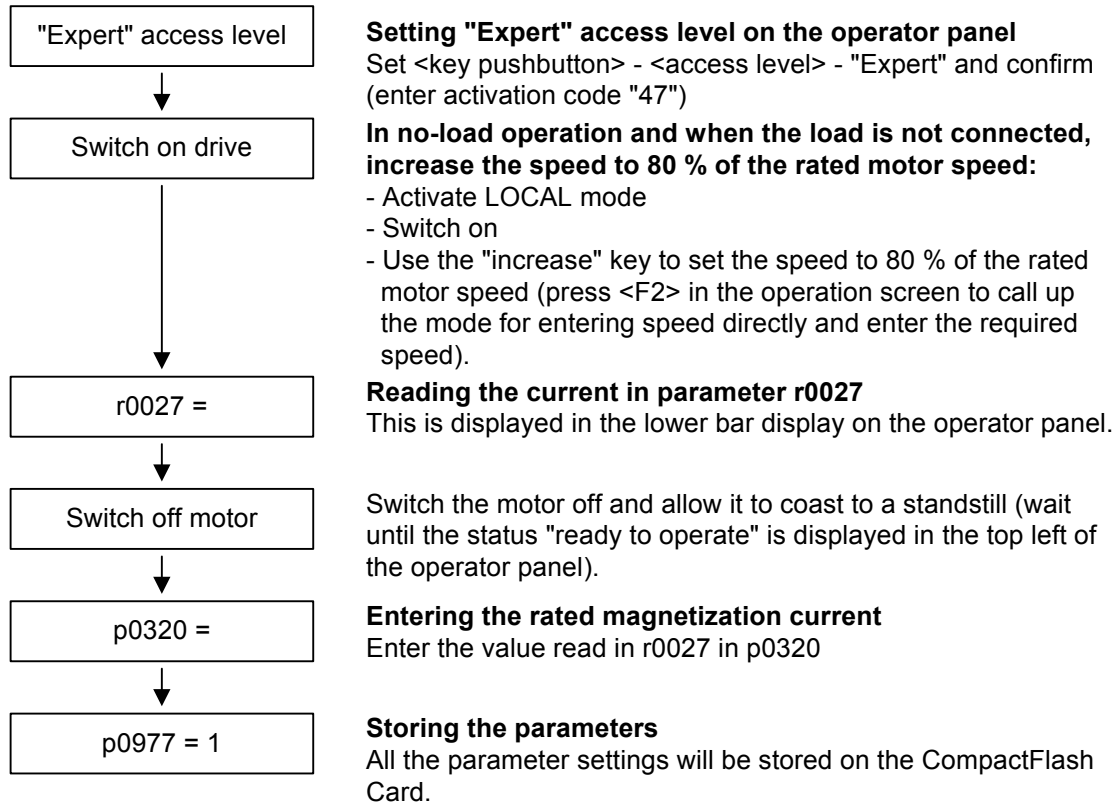 "Expert" access level
Setting "Expert" access level on the operator panel
Set <key pushbutton> - <access level> - "Expert" and confirm
(enter activation code "47")
Switch on drive
In no-load operation and when the load is not connected,
increase the speed to 80 % of the rated motor speed:
- Activate LOCAL mode
- Switch on
- Use the "increase" key to set the speed to 80 % of the rated
motor speed (press <F2> in the operation screen to call up
the mode for entering speed directly and enter the required
speed).
r0027 =
Reading the current in parameter r0027
This is displayed in the lower bar display on the operator panel.
Switch off motor
Switch the motor off and allow it to coast to a standstill (wait
until the status "ready to operate" is displayed in the top left of
the operator panel).
p0320 =
Entering the rated magnetization current
Enter the value read in r0027 in p0320
p0977 = 1
Storing the parameters
All the parameter settings will be stored on the CompactFlash
Card.